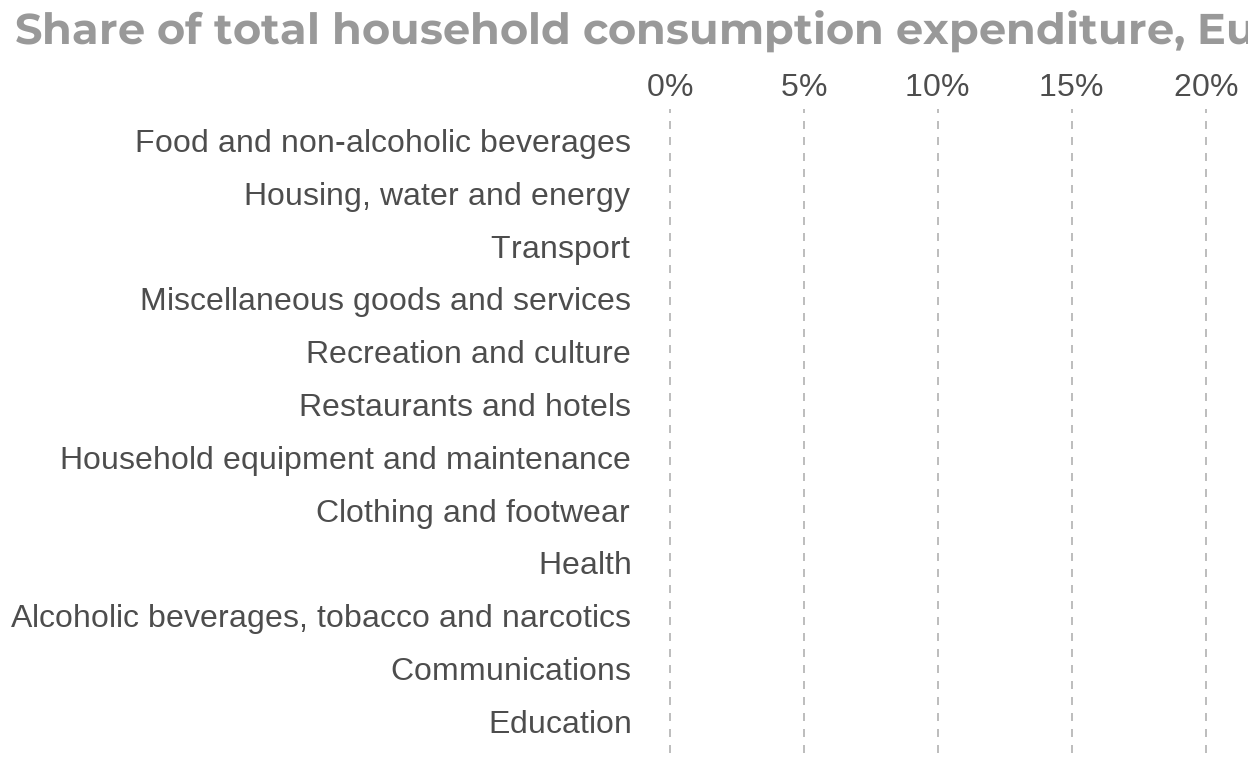 Share of total household consumption expenditure, Eu
0% 5% 10% 15% 20%
Food and non-alcoholic beverages
Housing, water and energy
Transport
Miscellaneous goods and services
Recreation and culture
Restaurants and hotels
Household equipment and maintenance
Clothing and footwear
Health
Alcoholic beverages, tobacco and narcotics
Communications
Education